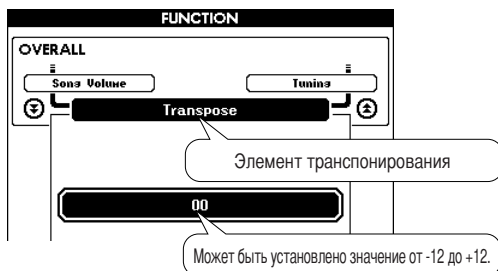 FUNCTION
OVERALL
Song Volume
Tuning
Transpose
Элемент транспонирования
00
Может быть установлено значение от -12 до +12.